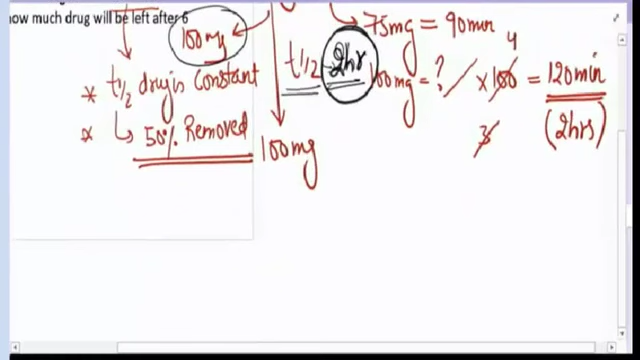 how much drug will be left after 6
100mg
75mg = 90min
t1/2 2hr
100mg = ? × 100 = 120min
4
3
(2hrs)
* t1/2 drug is Constant
* ↳ 50% Removed
100mg